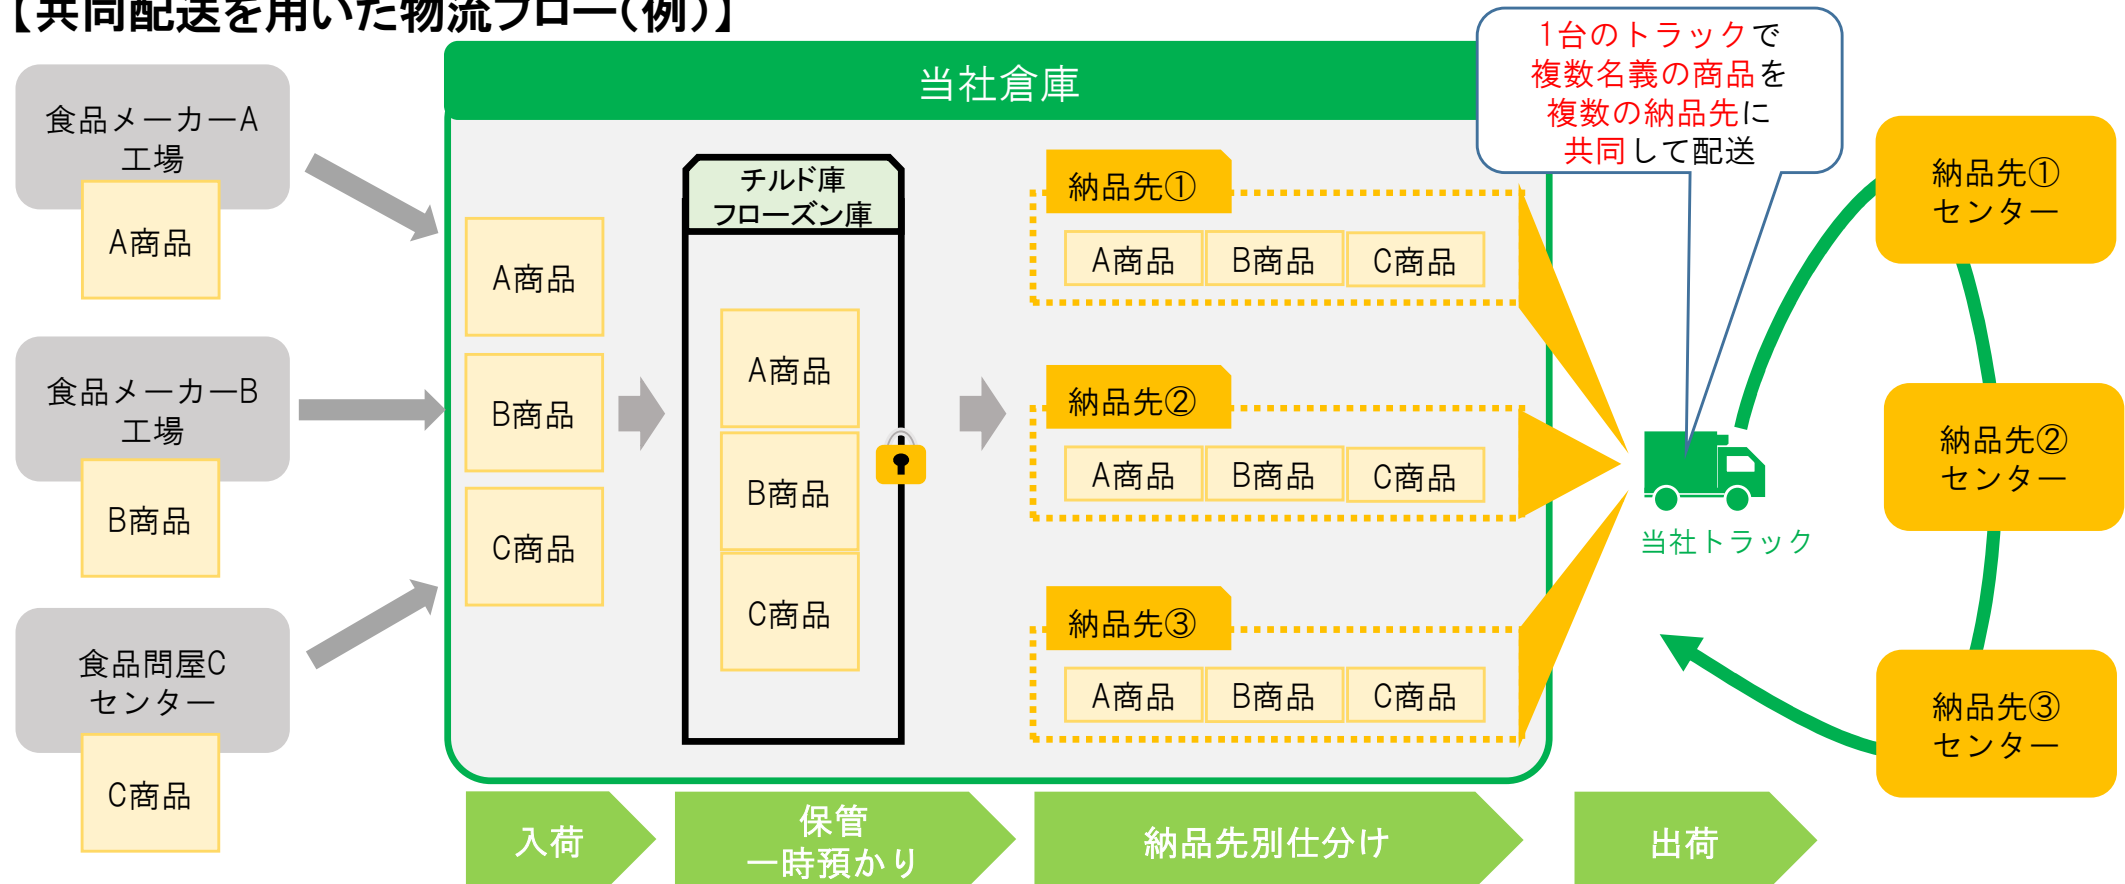 【共同配送を用いた物流フロー（例）】
食品メーカーA
工場
A商品
食品メーカーB
工場
B商品
食品問屋C
センター
C商品
当社倉庫
A商品
B商品
C商品
チルド庫
フローズン庫
A商品
B商品
C商品
納品先①
A商品 B商品 C商品
納品先②
A商品 B商品 C商品
納品先③
A商品 B商品 C商品
1台のトラックで
複数名義の商品を
複数の納品先に
共同して配送
当社トラック
納品先①
センター
納品先②
センター
納品先③
センター
入荷
保管
一時預かり
納品先別仕分け
出荷